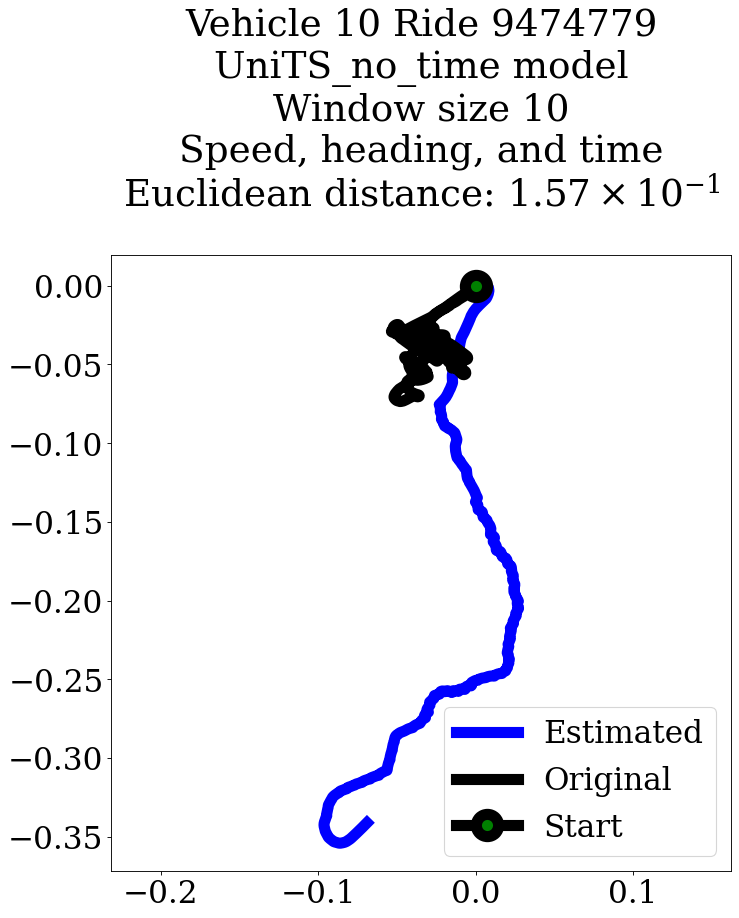 Vehicle 10 Ride 9474779
UniTS_no_time model
Window size 10
Speed, heading, and time
Euclidean distance: 1.57 × 10⁻¹
0.00
−0.05
−0.10
−0.15
−0.20
−0.25
−0.30
−0.35
Estimated
Original
Start
−0.2 −0.1 0.0 0.1